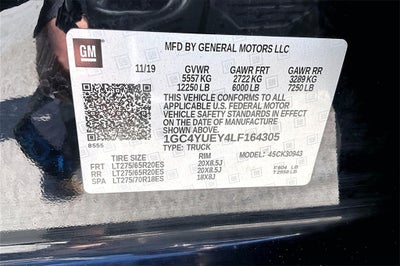 GM
MFD BY GENERAL MOTORS LLC
11/19 GVWR GAWR FRT GAWR RR
5557 KG 2722 KG 3289 KG
12250 LB 6000 LB 7250 LB
THIS VEHICLE CONFORMS TO ALL
APPLICABLE U.S. FEDERAL MOTOR
VEHICLE SAFETY STANDARDS IN EFFECT
ON THE DATE OF MANUFACTURE
SHOWN ABOVE.
1GC4YUEY4LF164305
8555 TYPE: TRUCK
TIRE SIZE RIM MODEL: 4SCK30943
FRT LT275/65R20ES 20X8.5J
RR LT275/65R20ES 20X8.5J
SPA LT275/70R18ES 18X8J